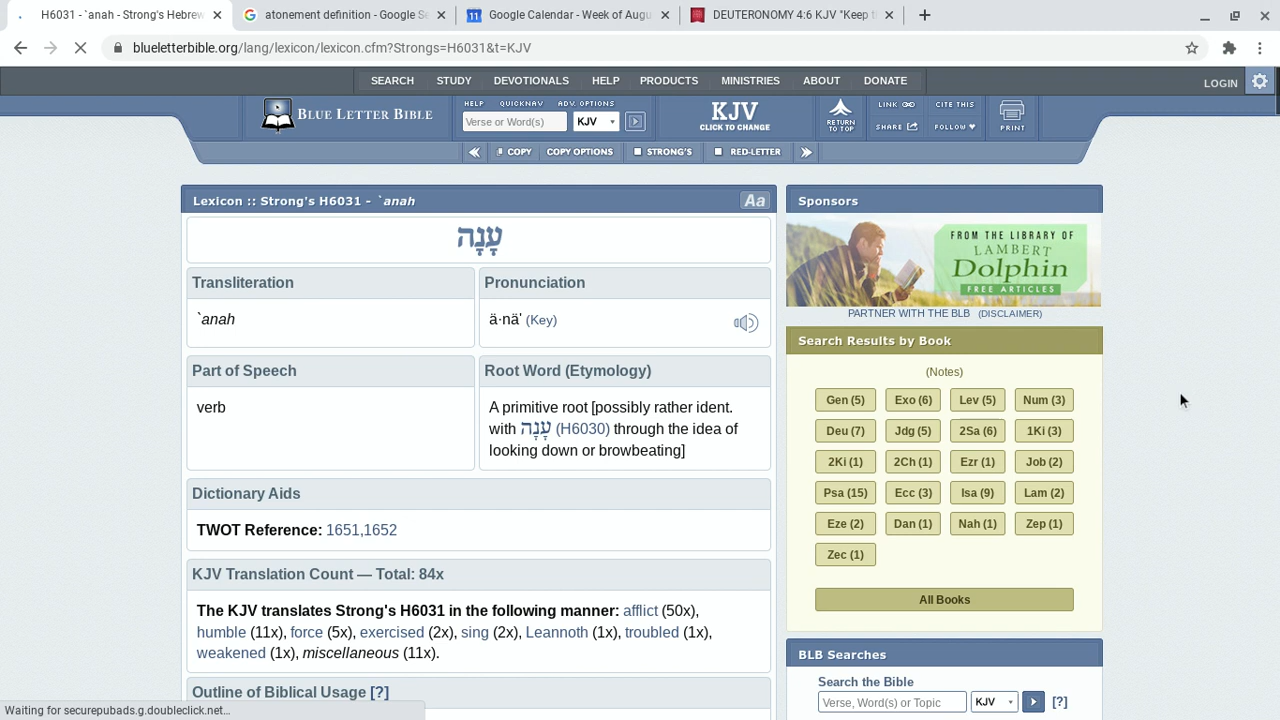 H6031 - `anah - Strong's Hebrew
atonement definition - Google Se
Google Calendar - Week of Augu
DEUTERONOMY 4:6 KJV "Keep th
blueletterbible.org/lang/lexicon/lexicon.cfm?Strongs=H6031&t=KJV
SEARCH STUDY DEVOTIONALS HELP PRODUCTS MINISTRIES ABOUT DONATE
LOGIN
BLUE LETTER BIBLE
HELP QUICKNAV ADV. OPTIONS
Verse or Word(s) KJV
KJV
CLICK TO CHANGE
RETURN
TO TOP
LINK CITE THIS
SHARE FOLLOW
PRINT
COPY COPY OPTIONS STRONG'S RED-LETTER
Lexicon :: Strong's H6031 - `anah Aa
עָנָה
Transliteration
`anah
Pronunciation
ä·nä' (Key)
Part of Speech
verb
Root Word (Etymology)
A primitive root [possibly rather ident.
with עָנָה (H6030) through the idea of
looking down or browbeating]
Dictionary Aids
TWOT Reference: 1651,1652
KJV Translation Count — Total: 84x
The KJV translates Strong's H6031 in the following manner: afflict (50x),
humble (11x), force (5x), exercised (2x), sing (2x), Leannoth (1x), troubled (1x),
weakened (1x), miscellaneous (11x).
Outline of Biblical Usage [?]
Sponsors
FROM THE LIBRARY OF
LAMBERT
Dolphin
FREE ARTICLES
PARTNER WITH THE BLB (DISCLAIMER)
Search Results by Book
(Notes)
Gen (5) Exo (6) Lev (5) Num (3)
Deu (7) Jdg (5) 2Sa (6) 1Ki (3)
2Ki (1) 2Ch (1) Ezr (1) Job (2)
Psa (15) Ecc (3) Isa (9) Lam (2)
Eze (2) Dan (1) Nah (1) Zep (1)
Zec (1)
All Books
BLB Searches
Search the Bible
Verse, Word(s) or Topic KJV [?]
Waiting for securepubads.g.doubleclick.net...